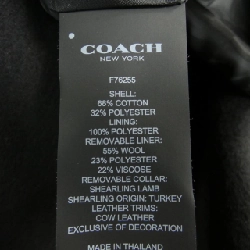 COACH
NEW YORK
F76255
SHELL:
68% COTTON
32% POLYESTER
LINING:
100% POLYESTER
REMOVABLE LINER:
55% WOOL
23% POLYESTER
22% VISCOSE
REMOVABLE COLLAR:
SHEARLING LAMB
SHEARLING ORIGIN: TURKEY
LEATHER TRIMS:
COW LEATHER
EXCLUSIVE OF DECORATION
MADE IN THAILAND